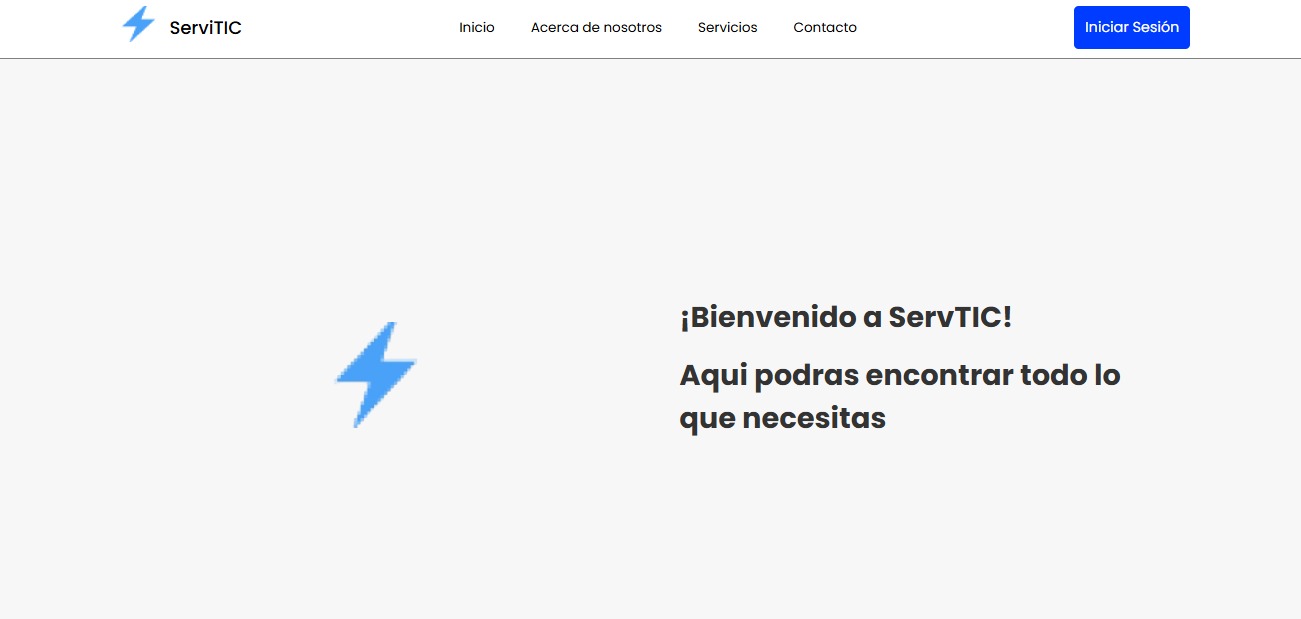 ServiTIC
Inicio
Acerca de nosotros
Servicios
Contacto
Iniciar Sesión
¡Bienvenido a ServTIC!
Aqui podras encontrar todo lo
que necesitas